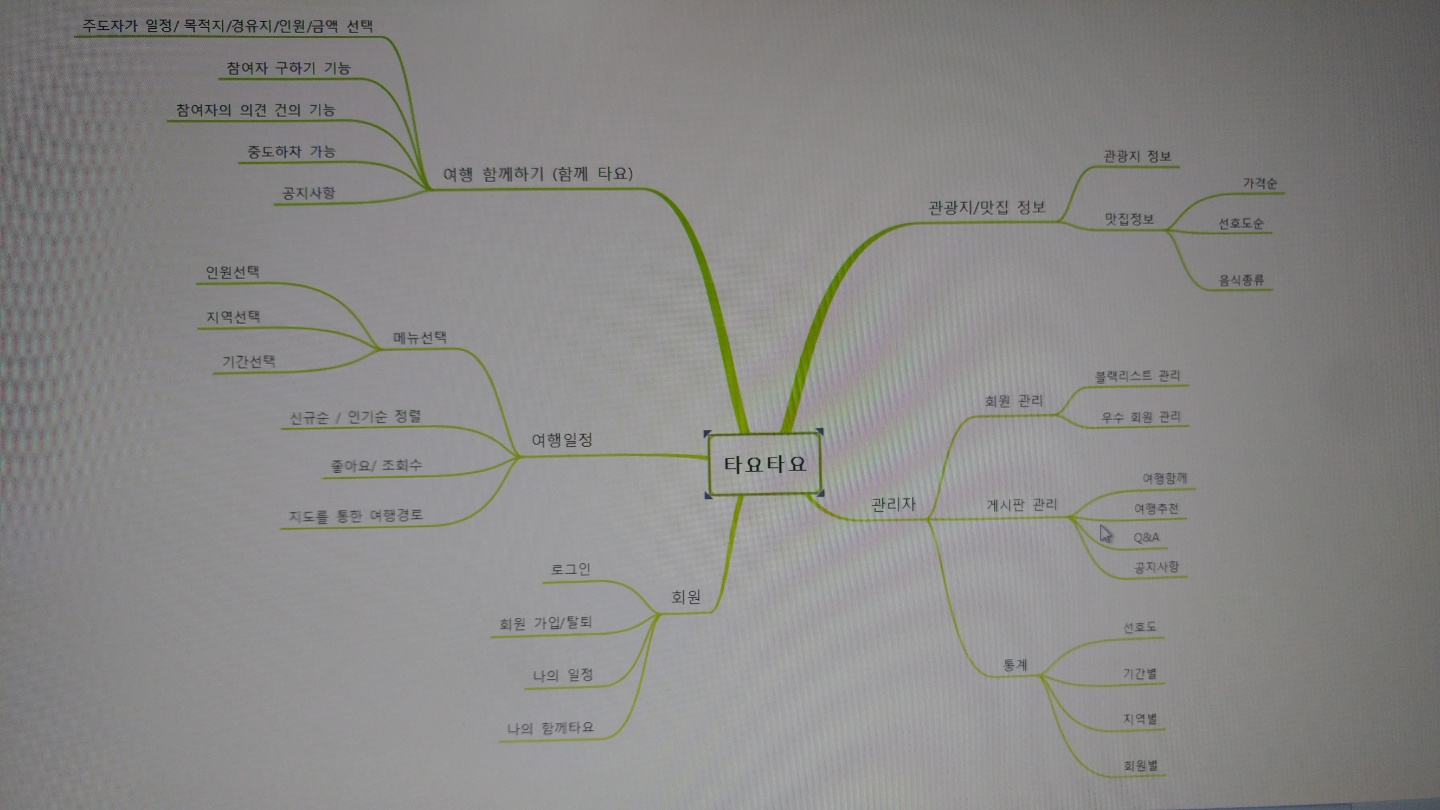 주도자가 일정/ 목적지/경유지/인원/금액 선택
참여자 구하기 기능
참여자의 의견 건의 기능
중도하차 가능
공지사항
여행 함께하기 (함께 타요)
인원선택
지역선택
기간선택
메뉴선택
신규순 / 인기순 정렬
좋아요/ 조회수
지도를 통한 여행경로
여행일정
로그인
회원 가입/탈퇴
나의 일정
나의 함께타요
회원
타요타요
관광지/맛집 정보
관광지 정보
맛집정보
가격순
선호도순
음식종류
관리자
회원 관리
블랙리스트 관리
우수 회원 관리
게시판 관리
여행함께
여행추천
Q&A
공지사항
통계
선호도
기간별
지역별
회원별